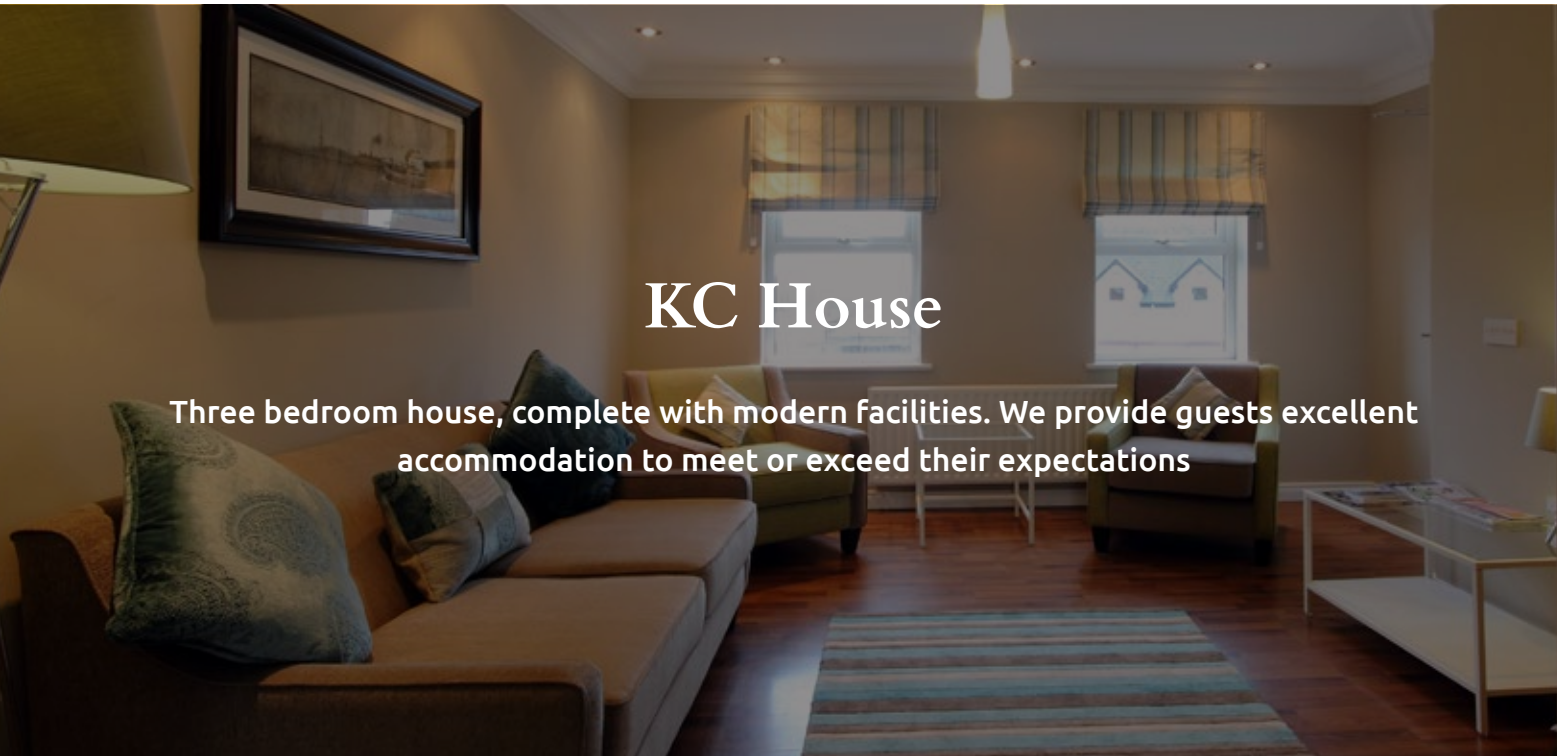 KC House
Three bedroom house, complete with modern facilities. We provide guests excellent
accommodation to meet or exceed their expectations